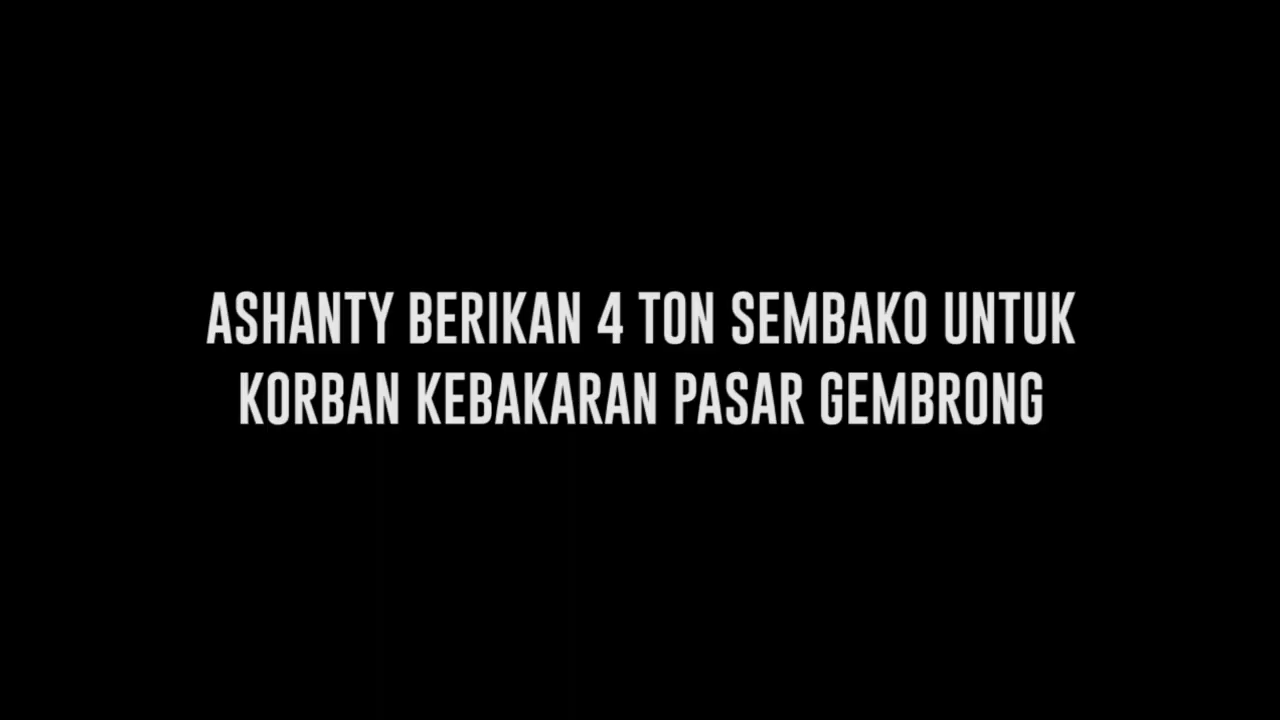 ASHANTY BERIKAN 4 TON SEMBAKO UNTUK
KORBAN KEBAKARAN PASAR GEMBRONG